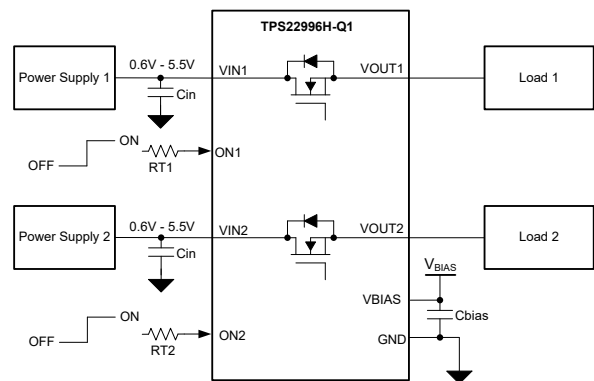 TPS22996H-Q1
Power Supply 1
0.6V - 5.5V
VIN1
VOUT1
Load 1
Cin
OFF
ON
RT1
ON1
Power Supply 2
0.6V - 5.5V
VIN2
VOUT2
Load 2
Cin
VBIAS
VBIAS
Cbias
OFF
ON
RT2
ON2
GND